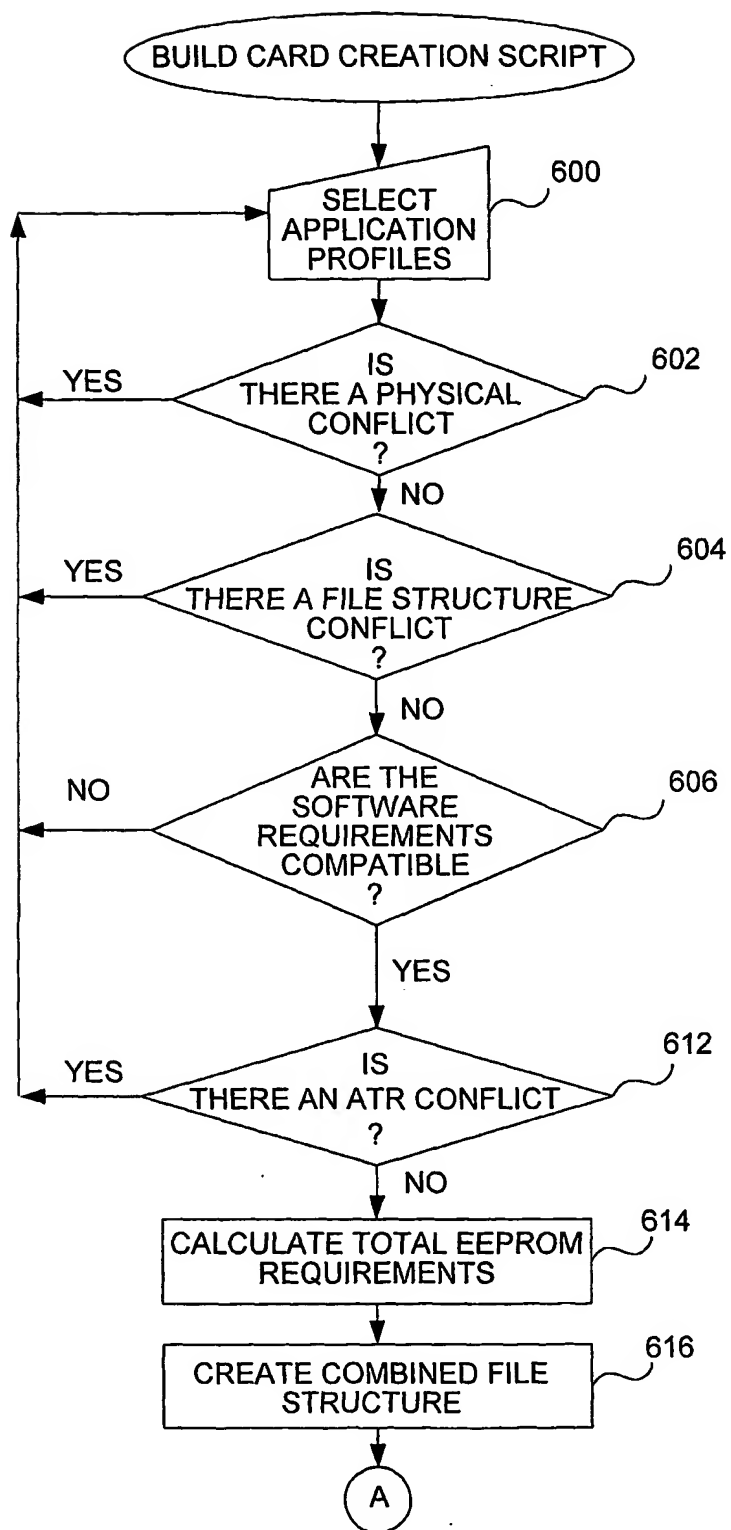 BUILD CARD CREATION SCRIPT
600
SELECT
APPLICATION
PROFILES
602
YES
IS
THERE A PHYSICAL
CONFLICT
?
NO
604
YES
IS
THERE A FILE STRUCTURE
CONFLICT
?
NO
606
NO
ARE THE
SOFTWARE
REQUIREMENTS
COMPATIBLE
?
YES
612
YES
IS
THERE AN ATR CONFLICT
?
NO
614
CALCULATE TOTAL EEPROM
REQUIREMENTS
616
CREATE COMBINED FILE
STRUCTURE
A